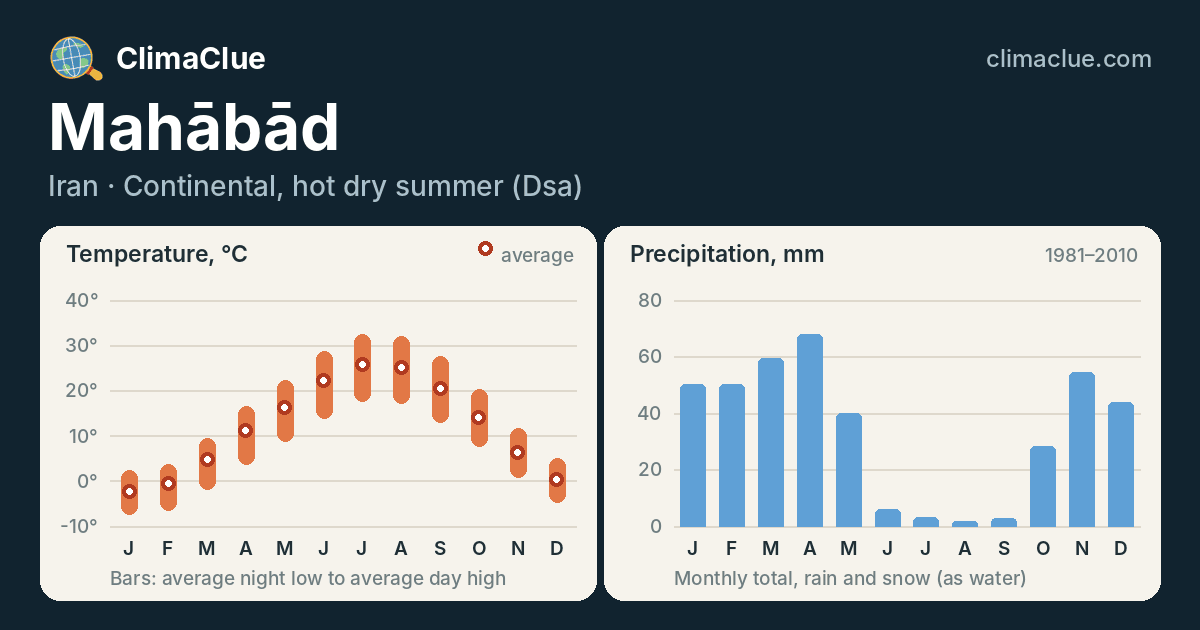 ClimaClue
climaclue.com
Mahābād
Iran · Continental, hot dry summer (Dsa)
Temperature, °C
average
40°
30°
20°
10°
0°
-10°
J F M A M J J A S O N D
Bars: average night low to average day high
Precipitation, mm
1981–2010
80
60
40
20
0
J F M A M J J A S O N D
Monthly total, rain and snow (as water)